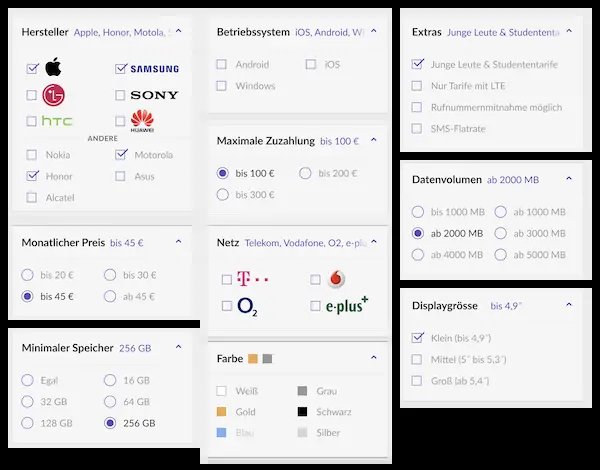 Hersteller Apple, Honor, Motola, S
SAMSUNG
LG SONY
hTC HUAWEI
ANDERE
Nokia Motorola
Honor Asus
Alcatel
Monatlicher Preis bis 45 €
bis 20 € bis 30 €
bis 45 € ab 45 €
Minimaler Speicher 256 GB
Egal 16 GB
32 GB 64 GB
128 GB 256 GB
Betriebssystem iOS, Android, Wi
Android iOS
Windows
Maximale Zuzahlung bis 100 €
bis 100 € bis 200 €
bis 300 €
Netz Telekom, Vodafone, O2, e-plu
T
O2 e-plus+
Farbe
Weiß Grau
Gold Schwarz
Blau Silber
Extras Junge Leute & Studententa
Junge Leute & Studententarife
Nur Tarife mit LTE
Rufnummernmitnahme möglich
SMS-Flatrate
Datenvolumen ab 2000 MB
bis 1000 MB ab 1000 MB
ab 2000 MB ab 3000 MB
ab 4000 MB ab 5000 MB
Displaygrösse bis 4,9″
Klein (bis 4,9″)
Mittel (5″ bis 5,3″)
Groß (ab 5,4″)